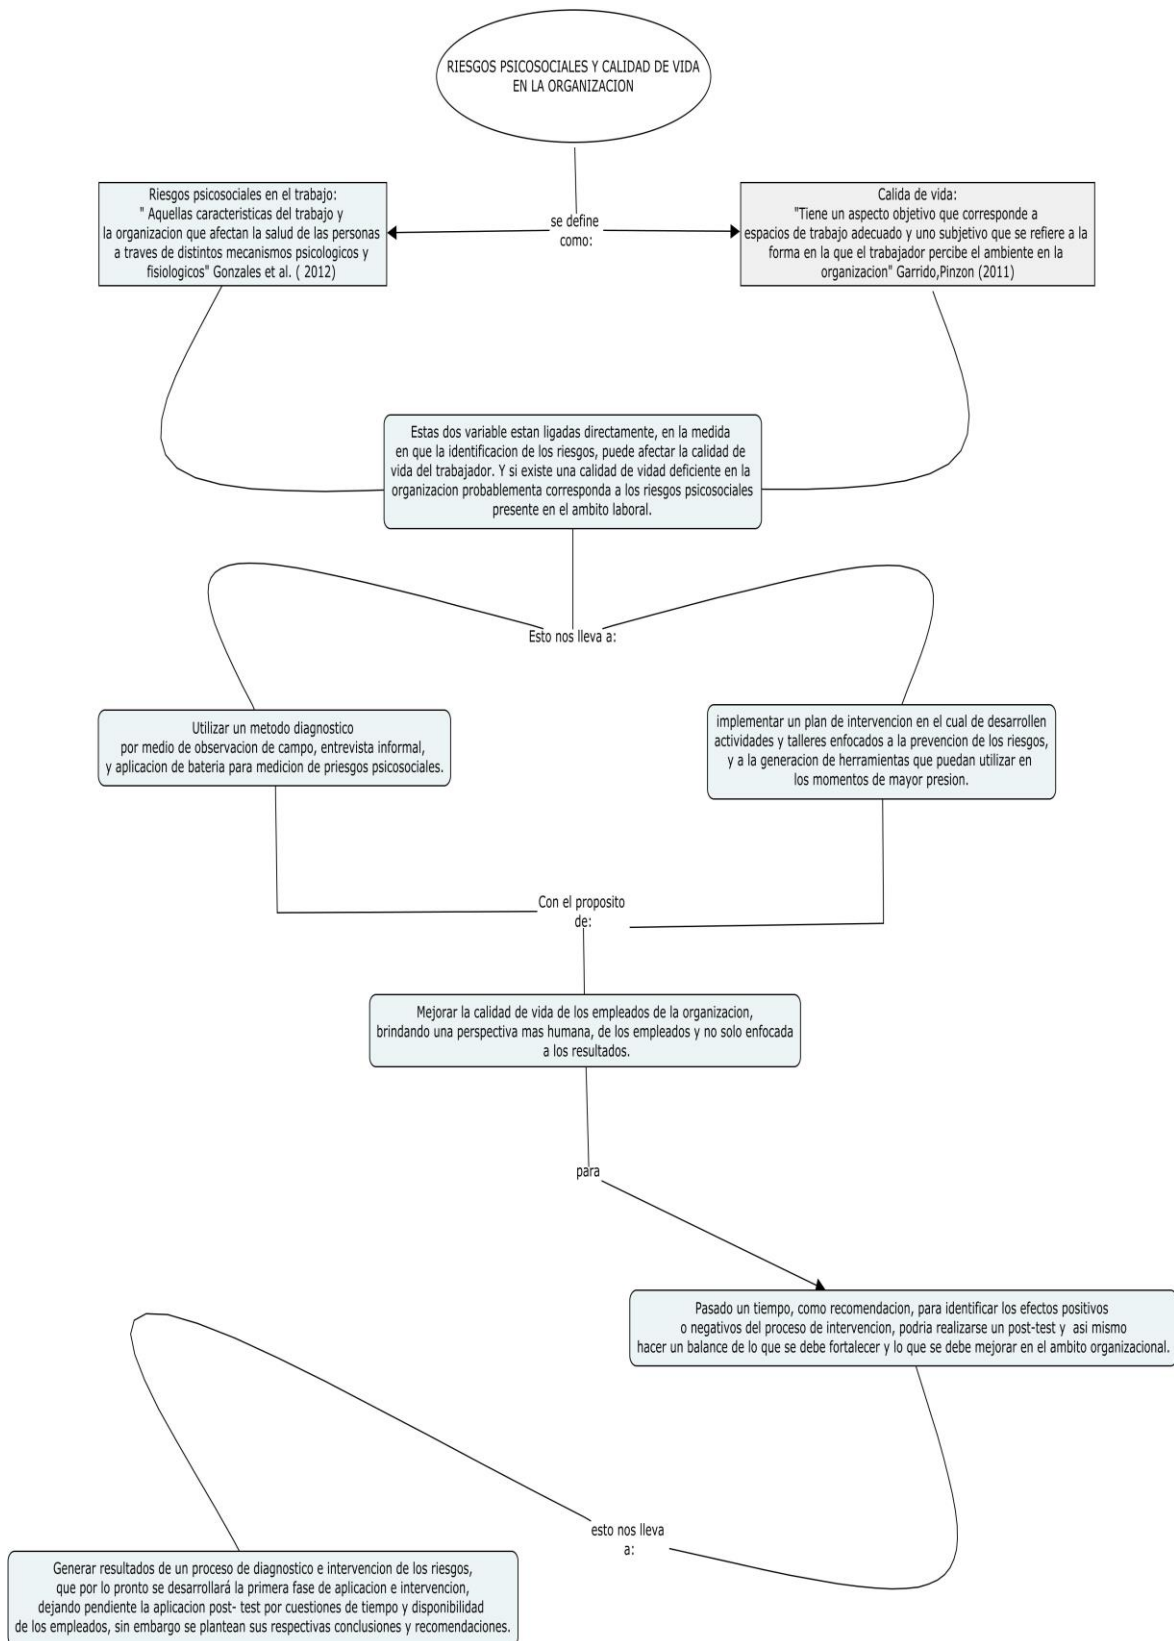 RIESGOS PSICOSOCIALES Y CALIDAD DE VIDA
EN LA ORGANIZACION
Riesgos psicosociales en el trabajo:
" Aquellas caracteristicas del trabajo y
la organizacion que afectan la salud de las personas
a traves de distintos mecanismos psicologicos y
fisiologicos" Gonzales et al. ( 2012)
se define
como:
Calida de vida:
"Tiene un aspecto objetivo que corresponde a
espacios de trabajo adecuado y uno subjetivo que se refiere a la
forma en la que el trabajador percibe el ambiente en la
organizacion" Garrido,Pinzon (2011)
Estas dos variable estan ligadas directamente, en la medida
en que la identificacion de los riesgos, puede afectar la calidad de
vida del trabajador. Y si existe una calidad de vidad deficiente en la
organizacion probablementa corresponda a los riesgos psicosociales
presente en el ambito laboral.
Esto nos lleva a:
Utilizar un metodo diagnostico
por medio de observacion de campo, entrevista informal,
y aplicacion de bateria para medicion de priesgos psicosociales.
implementar un plan de intervencion en el cual de desarrollen
actividades y talleres enfocados a la prevencion de los riesgos,
y a la generacion de herramientas que puedan utilizar en
los momentos de mayor presion.
Con el proposito
de:
Mejorar la calidad de vida de los empleados de la organizacion,
brindando una perspectiva mas humana, de los empleados y no solo enfocada
a los resultados.
para
Pasado un tiempo, como recomendacion, para identificar los efectos positivos
o negativos del proceso de intervencion, podria realizarse un post-test y asi mismo
hacer un balance de lo que se debe fortalecer y lo que se debe mejorar en el ambito organizacional.
esto nos lleva
a:
Generar resultados de un proceso de diagnostico e intervencion de los riesgos,
que por lo pronto se desarrollará la primera fase de aplicacion e intervencion,
dejando pendiente la aplicacion post- test por cuestiones de tiempo y disponibilidad
de los empleados, sin embargo se plantean sus respectivas conclusiones y recomendaciones.